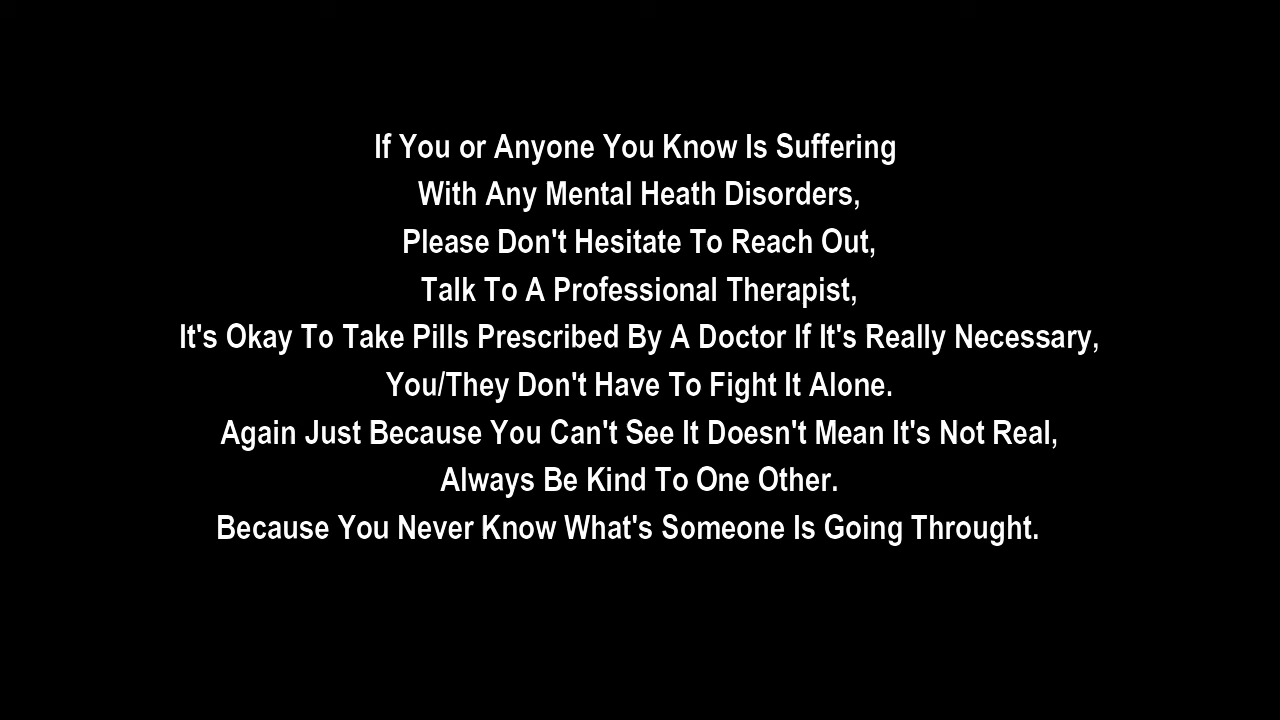 If You or Anyone You Know Is Suffering
With Any Mental Heath Disorders,
Please Don't Hesitate To Reach Out,
Talk To A Professional Therapist,
It's Okay To Take Pills Prescribed By A Doctor If It's Really Necessary,
You/They Don't Have To Fight It Alone.
Again Just Because You Can't See It Doesn't Mean It's Not Real,
Always Be Kind To One Other.
Because You Never Know What's Someone Is Going Throught.